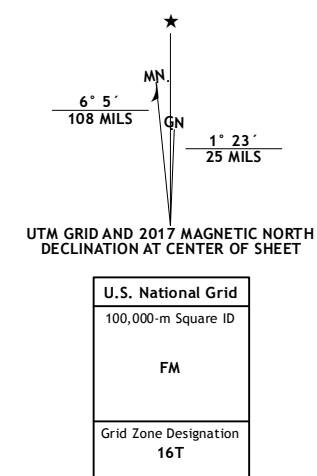 ★
MN.
6° 5´
108 MILS
GN
1° 23´
25 MILS
UTM GRID AND 2017 MAGNETIC NORTH
DECLINATION AT CENTER OF SHEET
U.S. National Grid
100,000-m Square ID
FM
Grid Zone Designation
16T